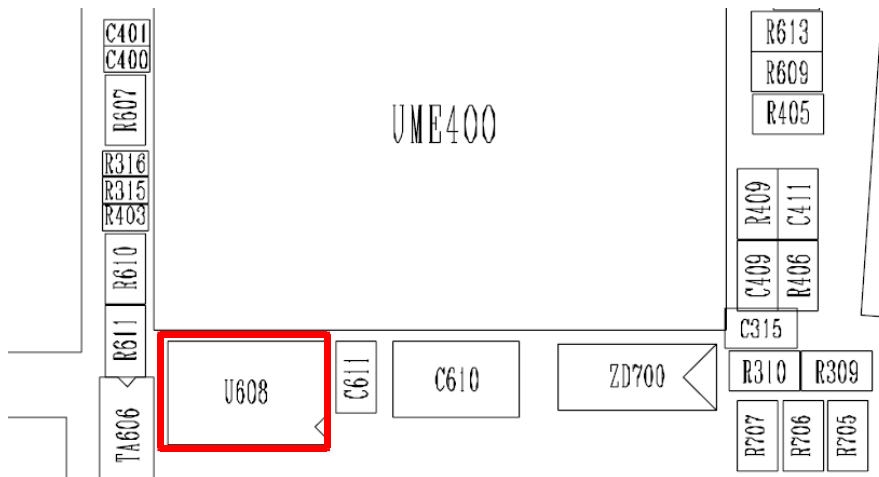 C401
C400
R607
R316
R315
R403
R610
R611
TA606
UME400
U608
C611
C610
ZD700
R613
R609
R405
R409
C411
C409
R406
C315
R310
R309
R707
R706
R705